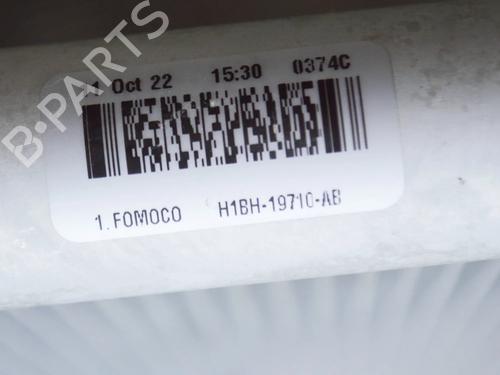 Oct 22 15:30 0374C
B-PARTS
1. FOMOCO H1BH-19710-AB